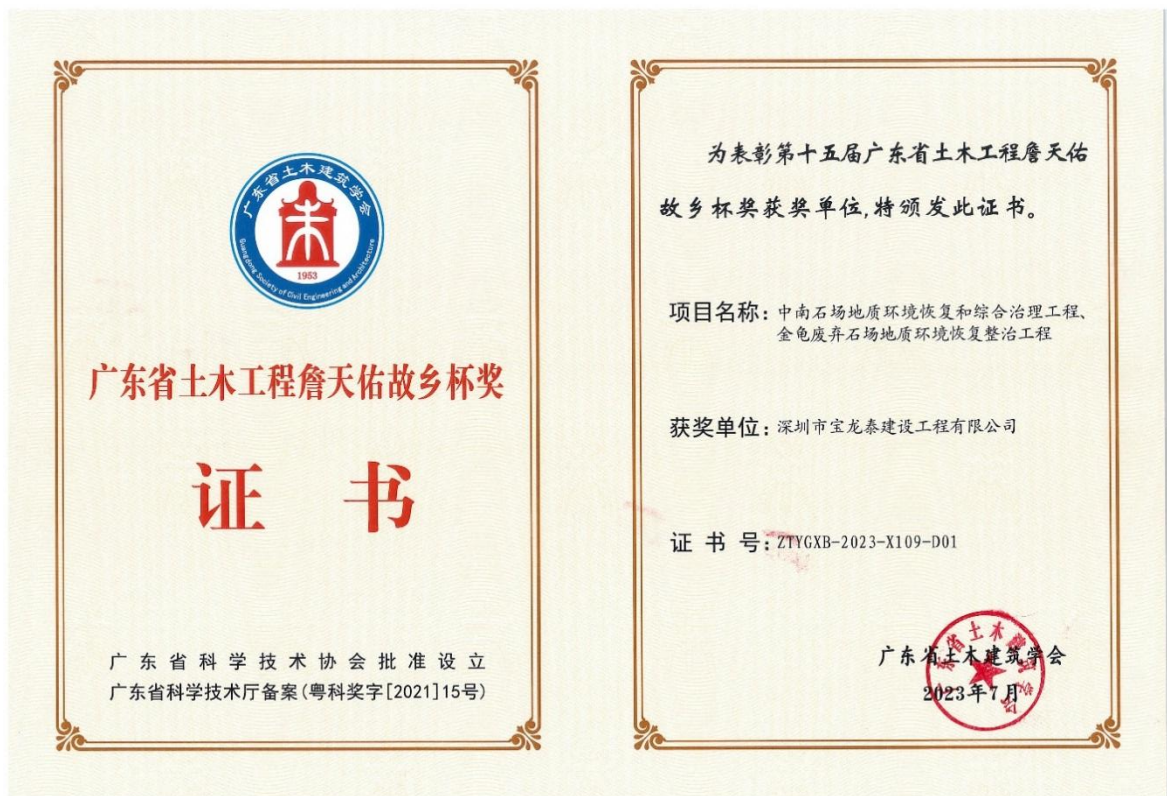 广东省土木建筑学会
1953
Guangdong Society of Civil Engineering and Architecture
广东省土木工程詹天佑故乡杯奖
证 书
广东省科学技术协会批准设立
广东省科学技术厅备案(粤科奖字[2021]15号)
为表彰第十五届广东省土木工程詹天佑
故乡杯奖获奖单位,特颁发此证书。
项目名称:中南石场地质环境恢复和综合治理工程、
金龟废弃石场地质环境恢复整治工程
获奖单位:深圳市宝龙泰建设工程有限公司
证 书 号:ZTYGXB-2023-X109-D01
广东省土木建筑学会
2023年7月
广东省土木建筑学会